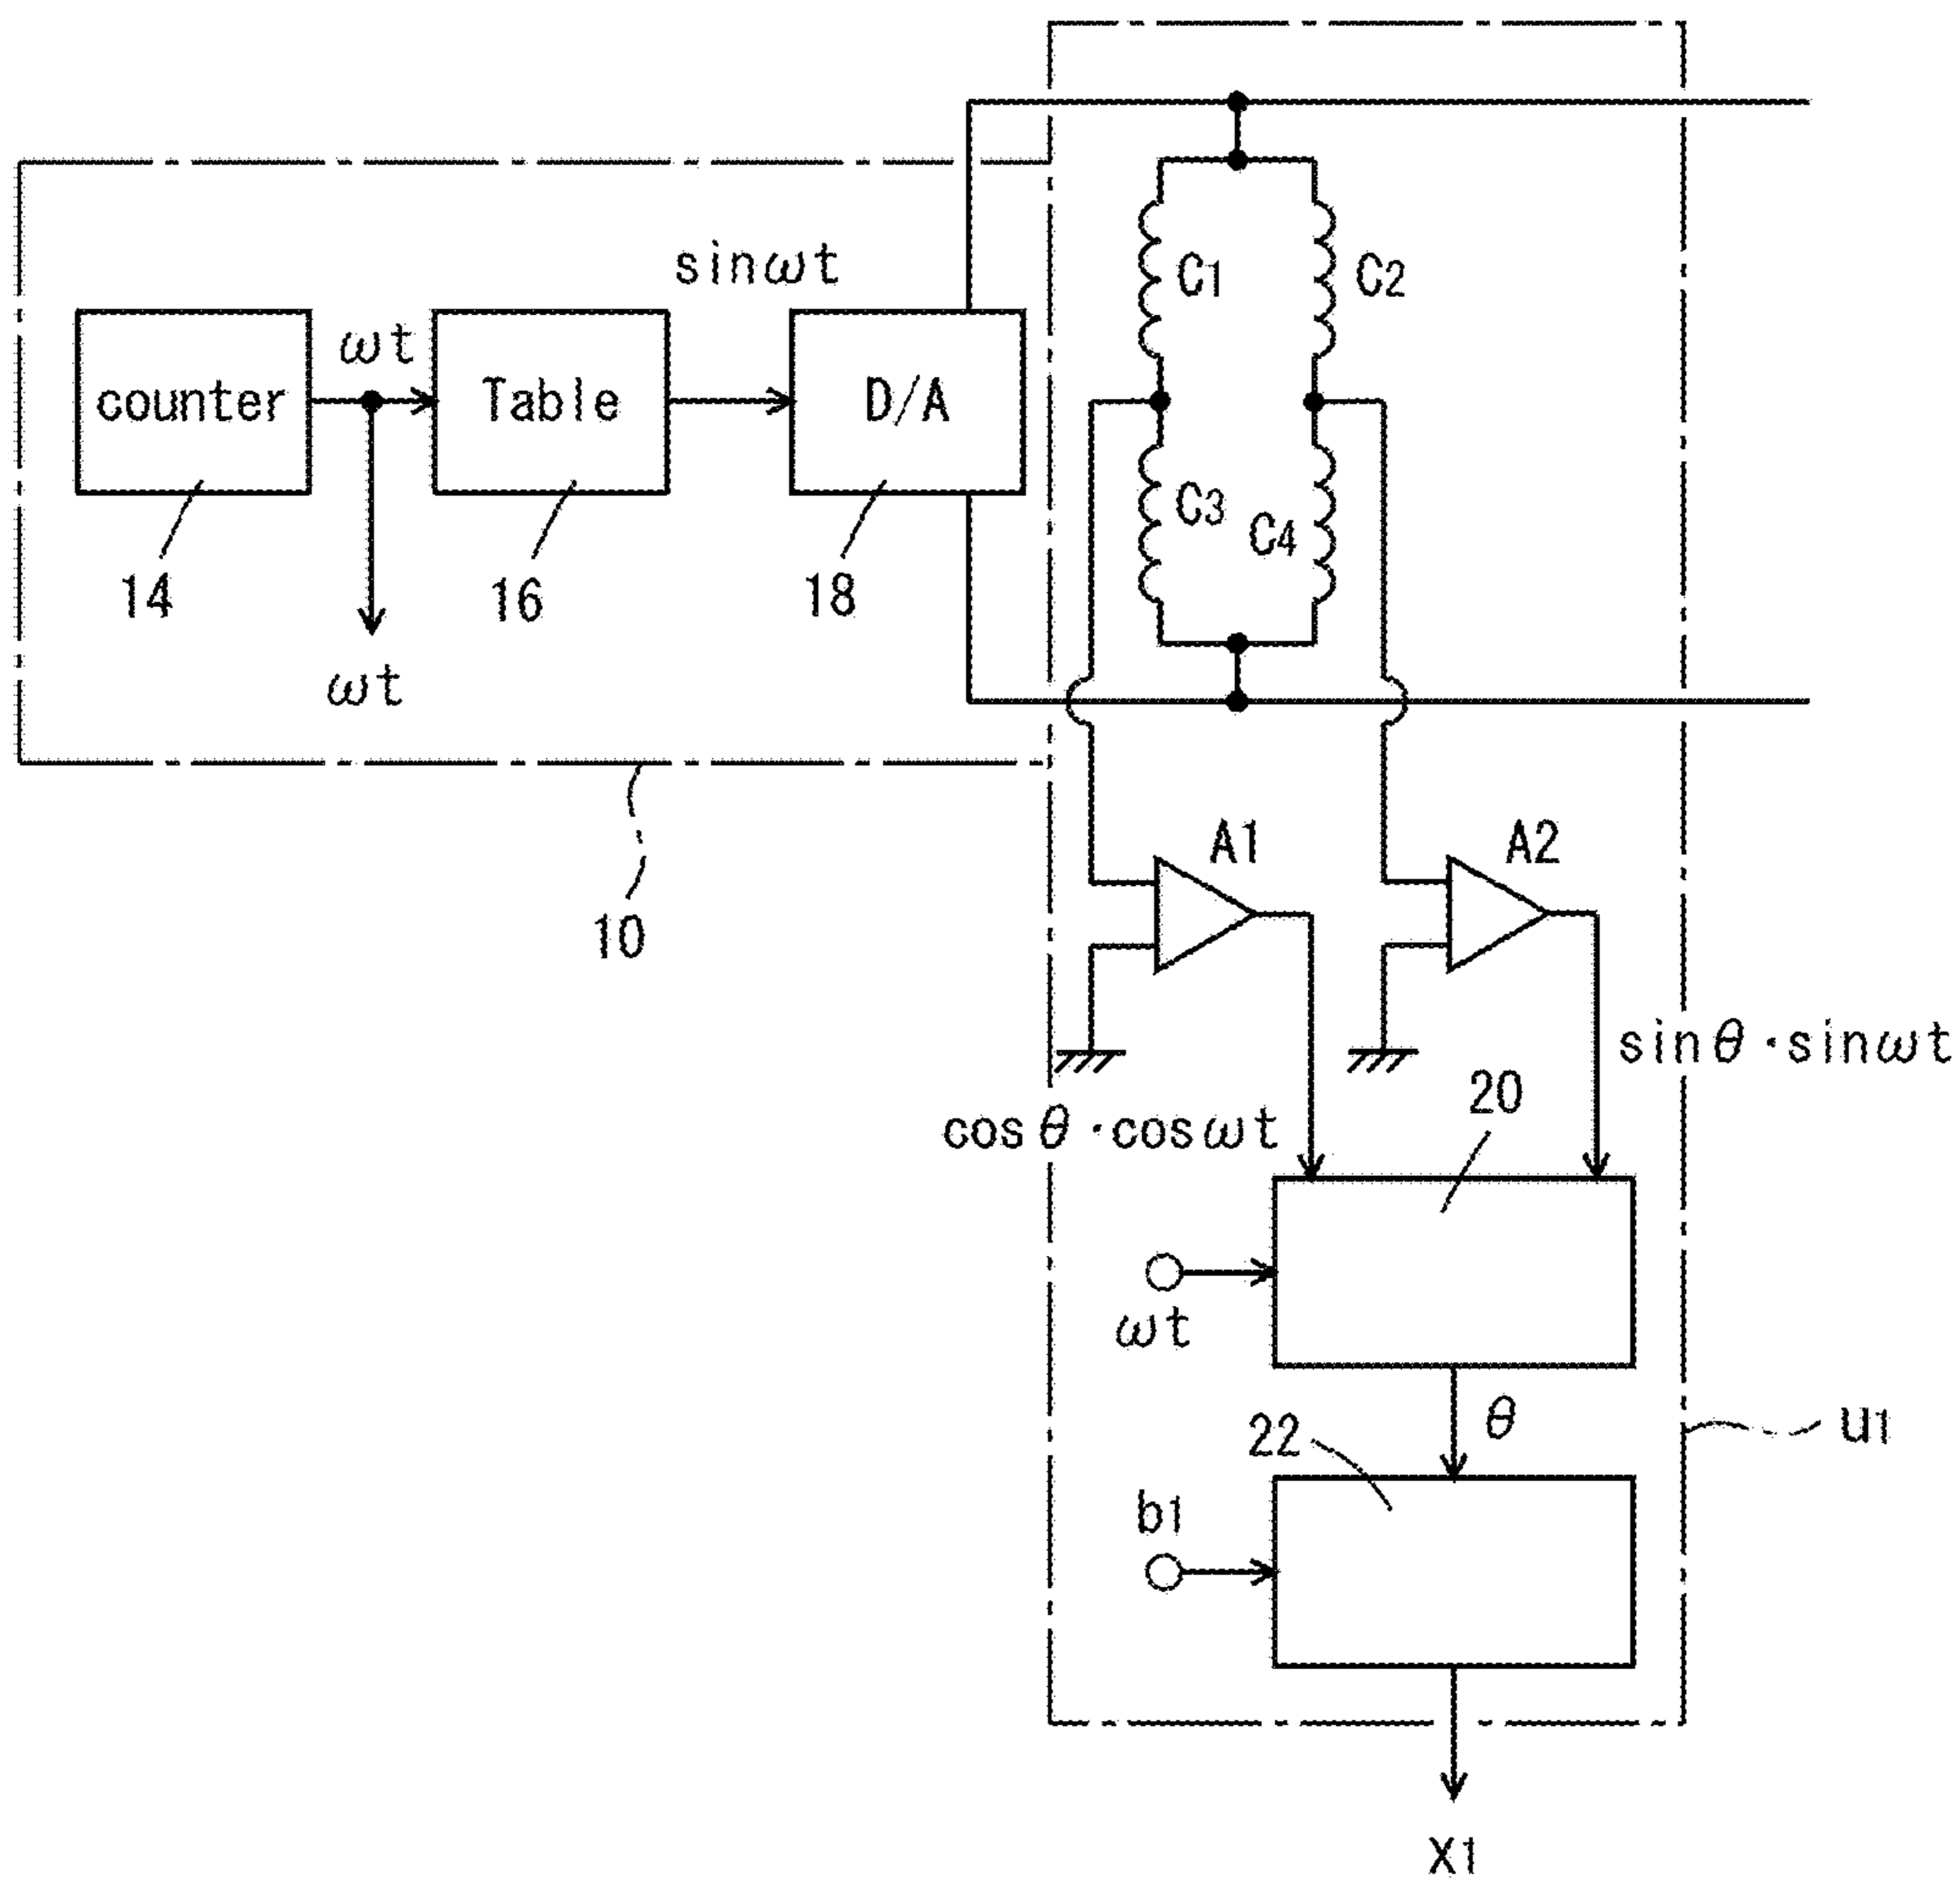 sinωt
C1
C2
ωt
counter
Table
D/A
C3
C4
14
16
18
ωt
A1
A2
10
sinθ·sinωt
20
cosθ·cosωt
ωt
θ
22
u1
b1
X1